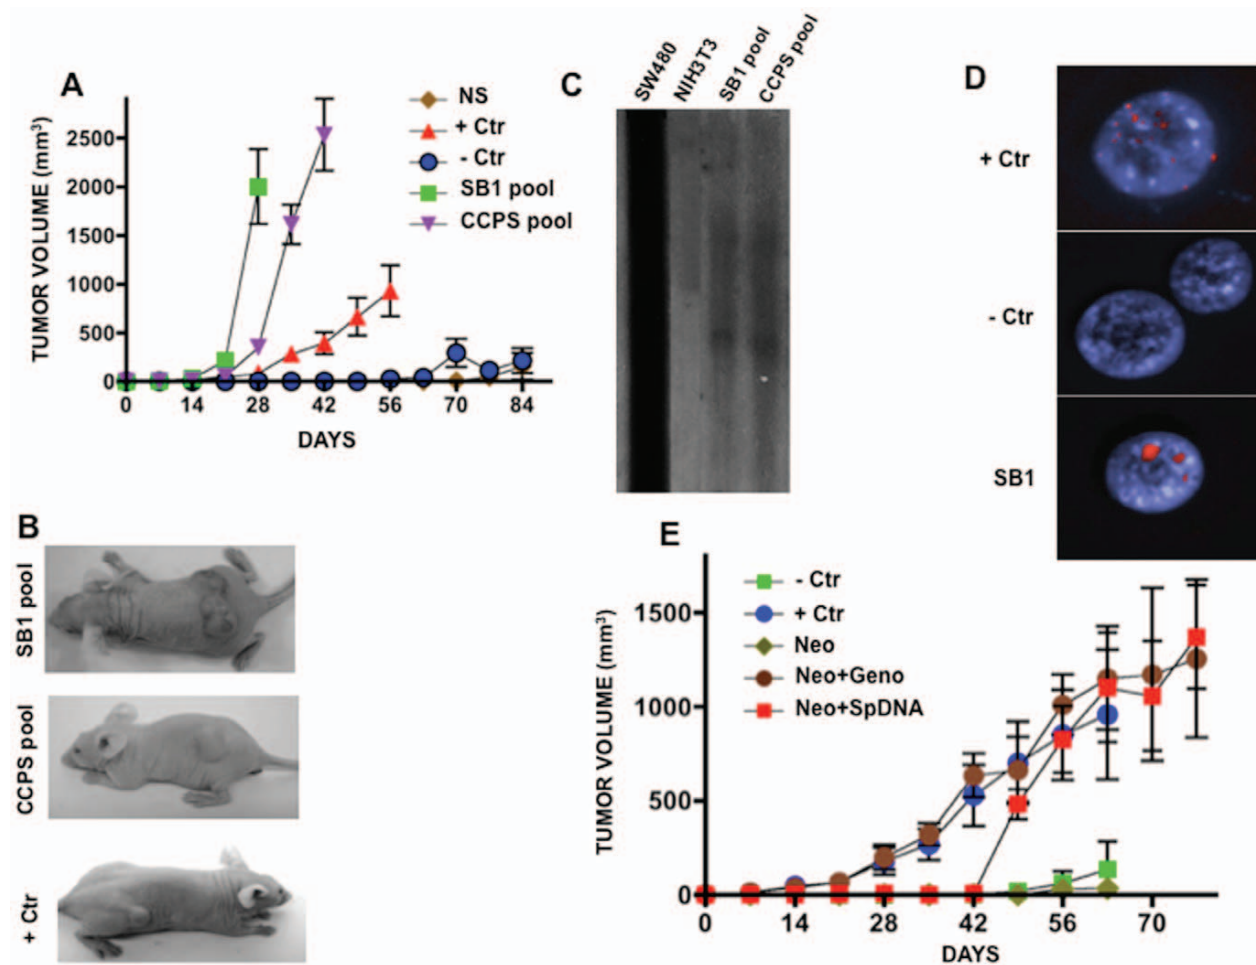 A
TUMOR VOLUME (mm³)
2500
2000
1500
1000
500
0
0 14 28 42 56 70 84
DAYS
NS
+ Ctr
- Ctr
SB1 pool
CCPS pool
C
SW480
NIH3T3
SB1 pool
CCPS pool
D
+ Ctr
- Ctr
SB1
B
SB1 pool
CCPS pool
+ Ctr
E
TUMOR VOLUME (mm³)
1500
1000
500
0
0 14 28 42 56 70
DAYS
- Ctr
+ Ctr
Neo
Neo+Geno
Neo+SpDNA